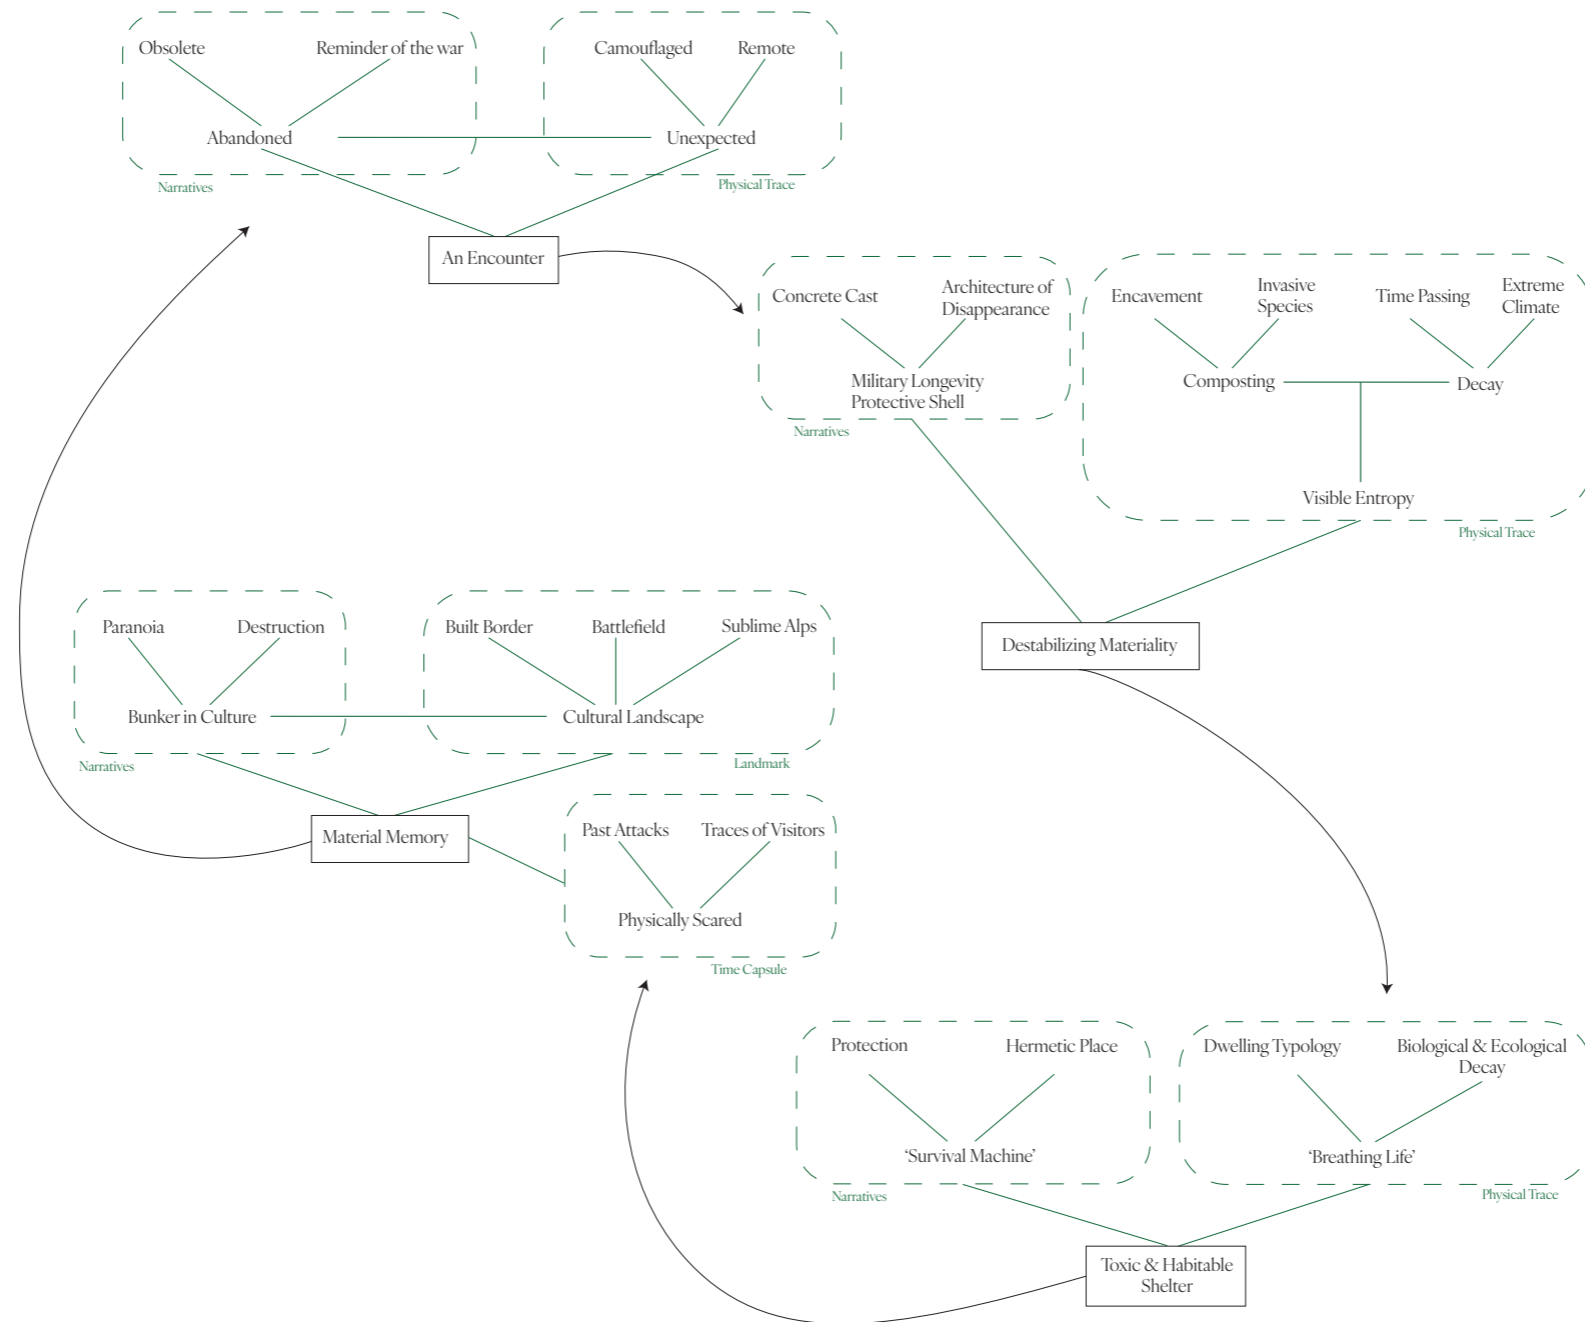 Obsolete
Reminder of the war
Abandoned
Narratives
Camouflaged
Remote
Unexpected
Physical Trace
An Encounter
Concrete Cast
Architecture of
Disappearance
Military Longevity
Protective Shell
Narratives
Encavement
Invasive
Species
Time Passing
Extreme
Climate
Composting
Decay
Visible Entropy
Physical Trace
Destabilizing Materiality
Paranoia
Destruction
Bunker in Culture
Narratives
Built Border
Battlefield
Sublime Alps
Cultural Landscape
Landmark
Material Memory
Past Attacks
Traces of Visitors
Physically Scared
Time Capsule
Protection
Hermetic Place
‘Survival Machine’
Narratives
Dwelling Typology
Biological & Ecological
Decay
‘Breathing Life’
Physical Trace
Toxic & Habitable
Shelter